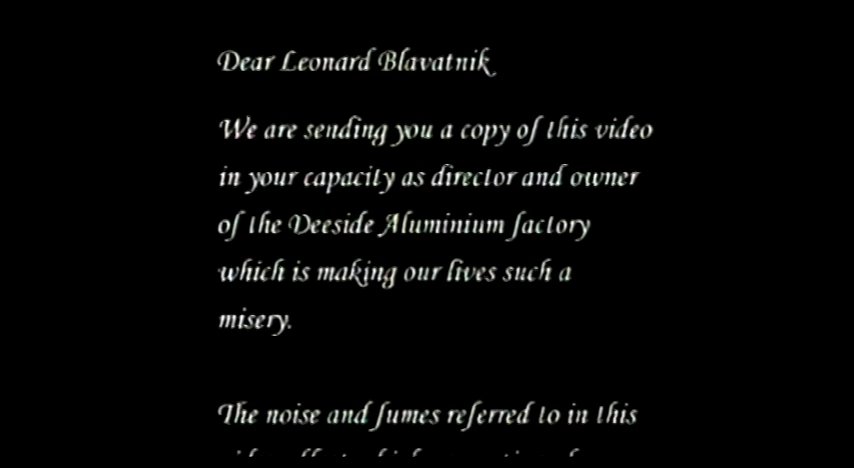 Dear Leonard Blavatnik
We are sending you a copy of this video
in your capacity as director and owner
of the Deeside Aluminium factory
which is making our lives such a
misery.
The noise and fumes referred to in this